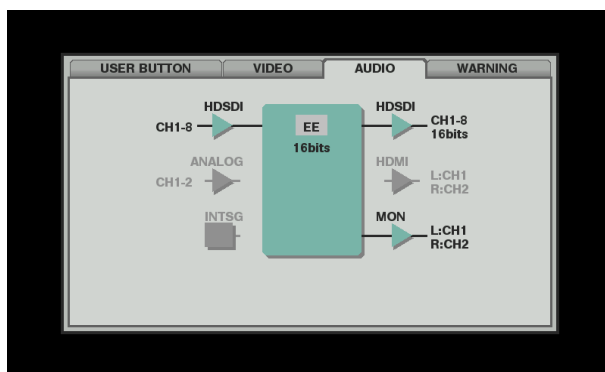 USER BUTTON VIDEO AUDIO WARNING
HDSDI HDSDI
CH1-8 EE CH1-8
16bits
16bits
ANALOG HDMI
CH1-2 L:CH1
R:CH2
INTSG MON
L:CH1
R:CH2